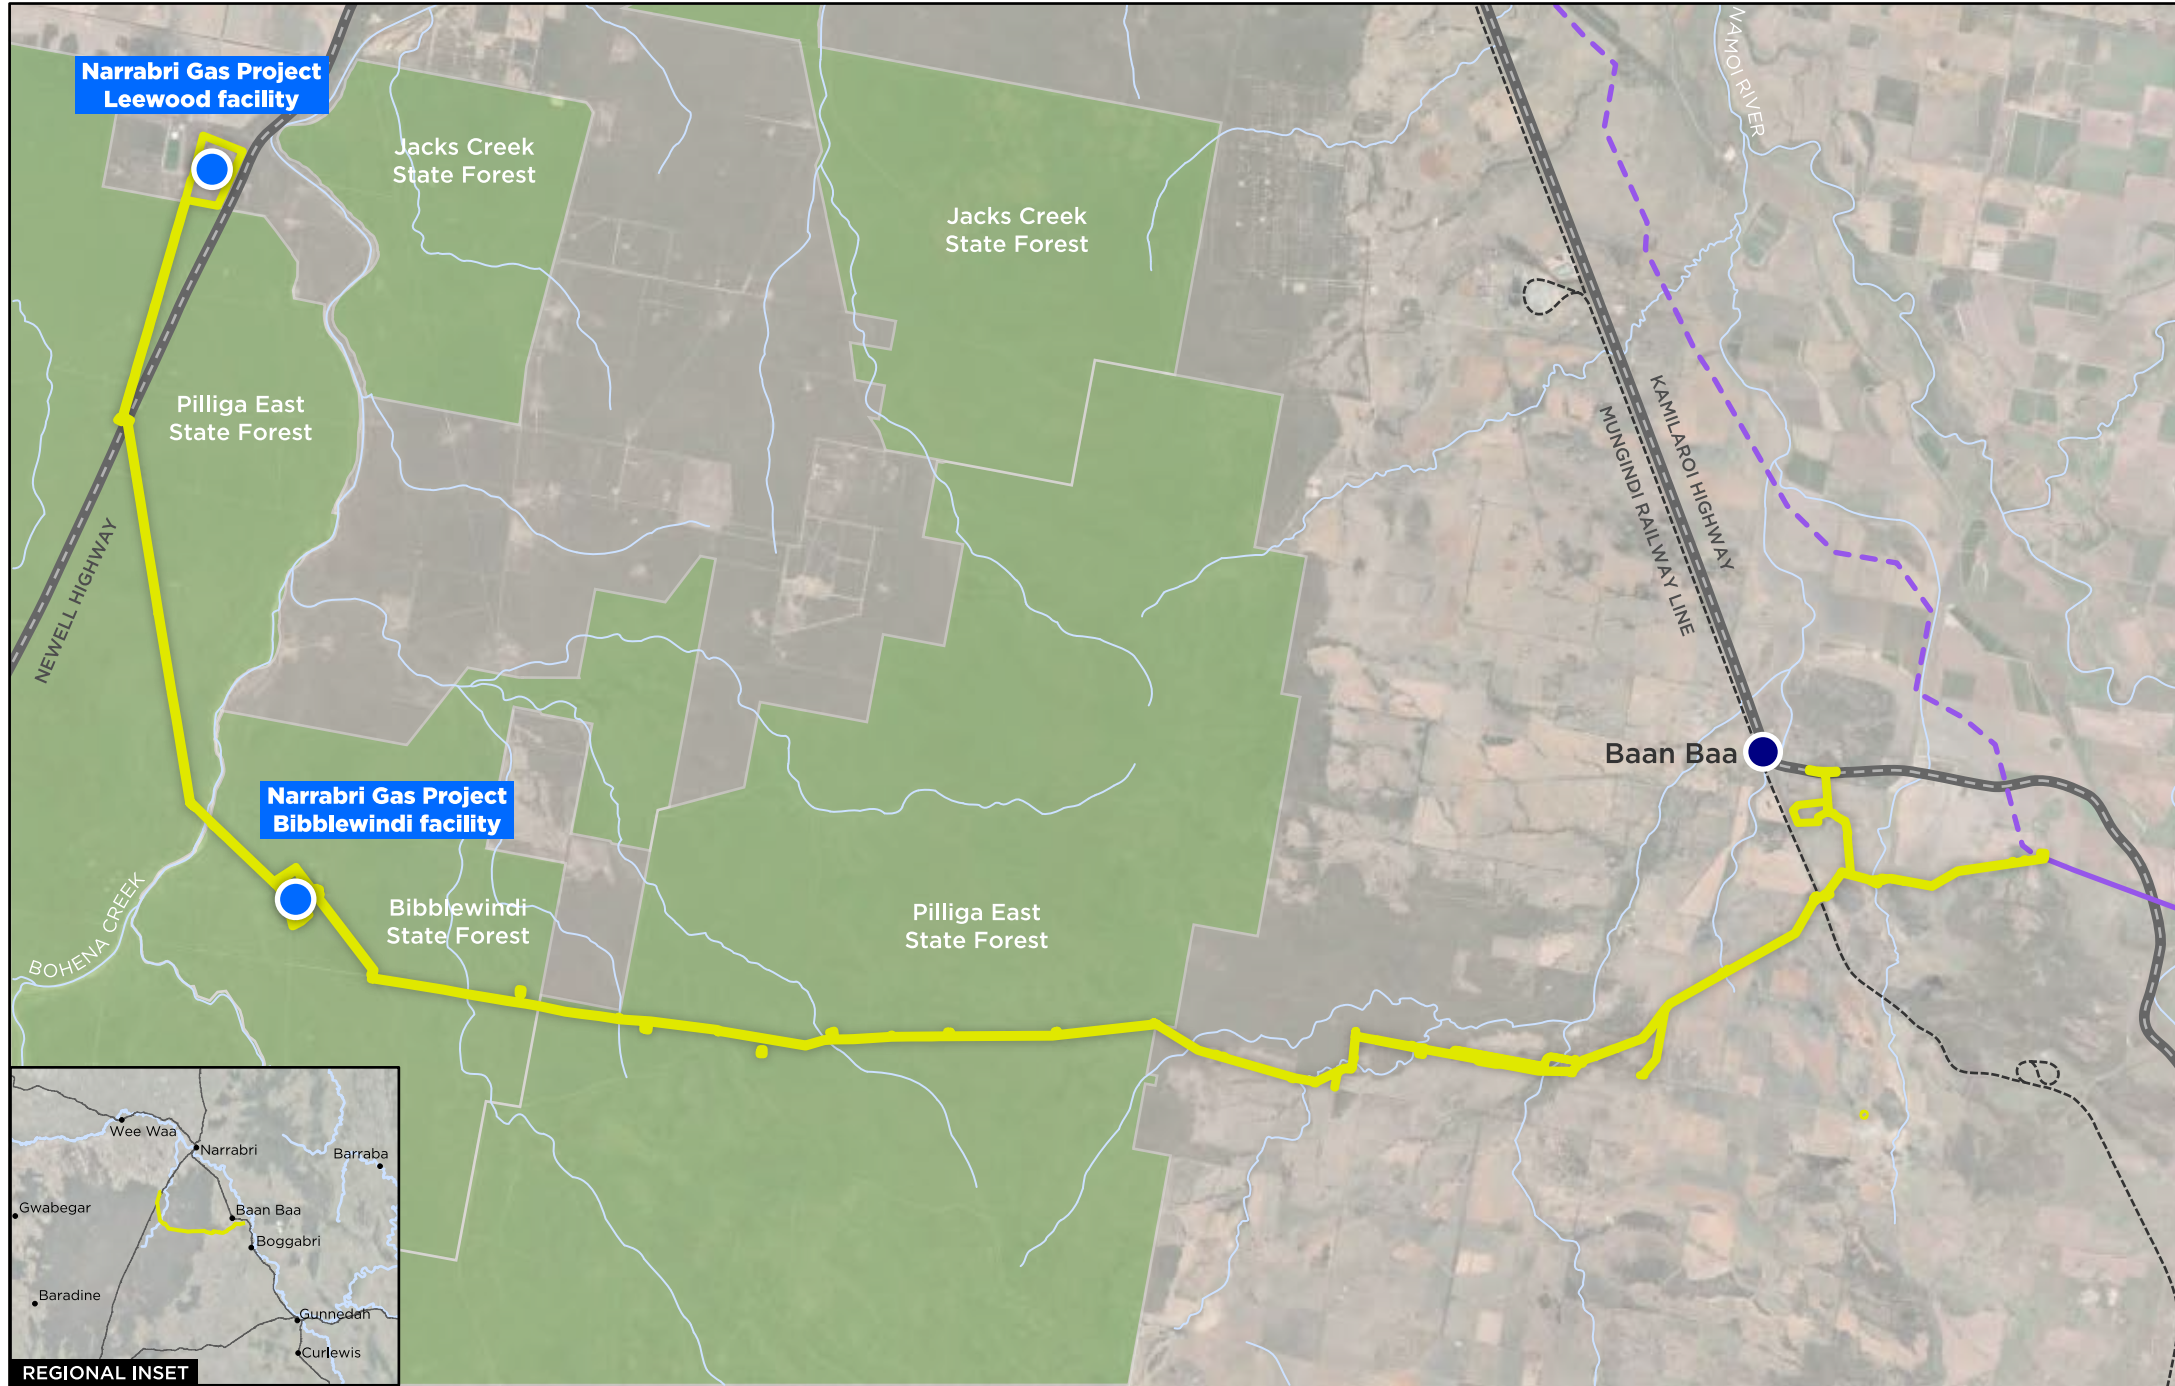 Narrabri Gas Project
Leewood facility
Jacks Creek
State Forest
Jacks Creek
State Forest
NAMOI RIVER
Pilliga East
State Forest
KAMILAROI HIGHWAY
MUNGINDI RAILWAY LINE
NEWELL HIGHWAY
Baan Baa
Narrabri Gas Project
Bibblewindi facility
Bibblewindi
State Forest
Pilliga East
State Forest
BOHENA CREEK
Wee Waa
Narrabri
Barraba
Gwabegar
Baan Baa
Boggabri
Baradine
Gunnedah
Curlewis
REGIONAL INSET